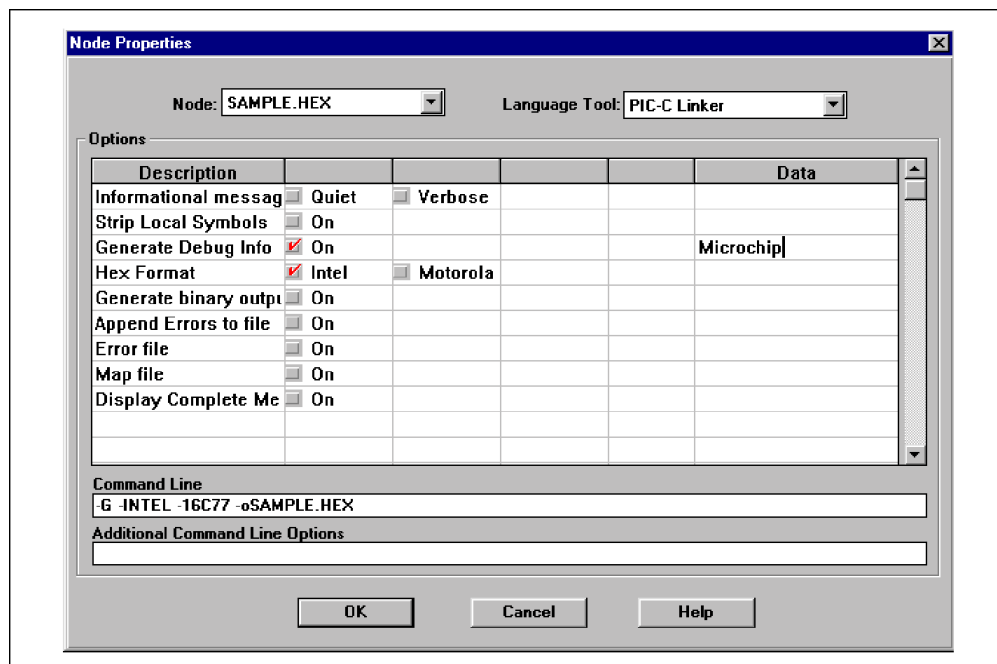 Node Properties
Node: SAMPLE.HEX Language Tool: PIC-C Linker
Options
Description Data
Informational messag Quiet Verbose
Strip Local Symbols On
Generate Debug Info On Microchip
Hex Format Intel Motorola
Generate binary outpu On
Append Errors to file On
Error file On
Map file On
Display Complete Me On
Command Line
-G -INTEL -16C77 -oSAMPLE.HEX
Additional Command Line Options
OK Cancel Help